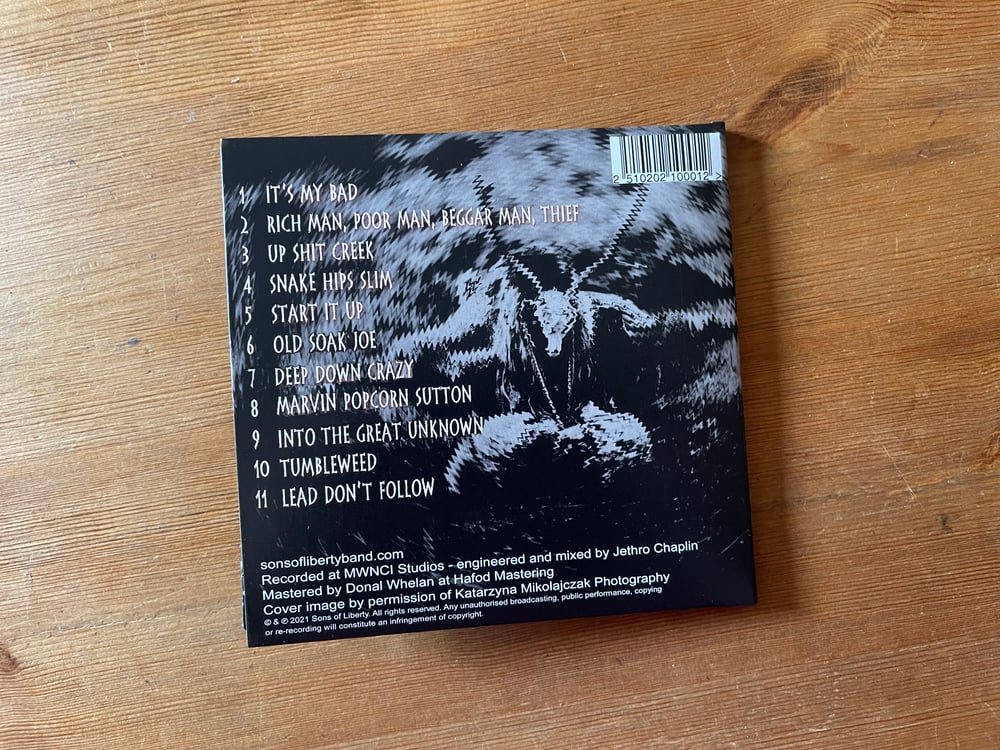 2 510202 100012 >
1 IT'S MY BAD
2 RICH MAN, POOR MAN, BEGGAR MAN, THIEF
3 UP SHIT CREEK
4 SNAKE HIPS SLIM
5 START IT UP
6 OLD SOAK JOE
7 DEEP DOWN CRAZY
8 MARVIN POPCORN SUTTON
9 INTO THE GREAT UNKNOWN
10 TUMBLEWEED
11 LEAD DON'T FOLLOW
sonsoflibertyband.com
Recorded at MWNCI Studios - engineered and mixed by Jethro Chaplin
Mastered by Donal Whelan at Hafod Mastering
Cover image by permission of Katarzyna Mikolajczak Photography
© & ℗ 2021 Sons of Liberty. All rights reserved. Any unauthorised broadcasting, public performance, copying
or re-recording will constitute an infringement of copyright.